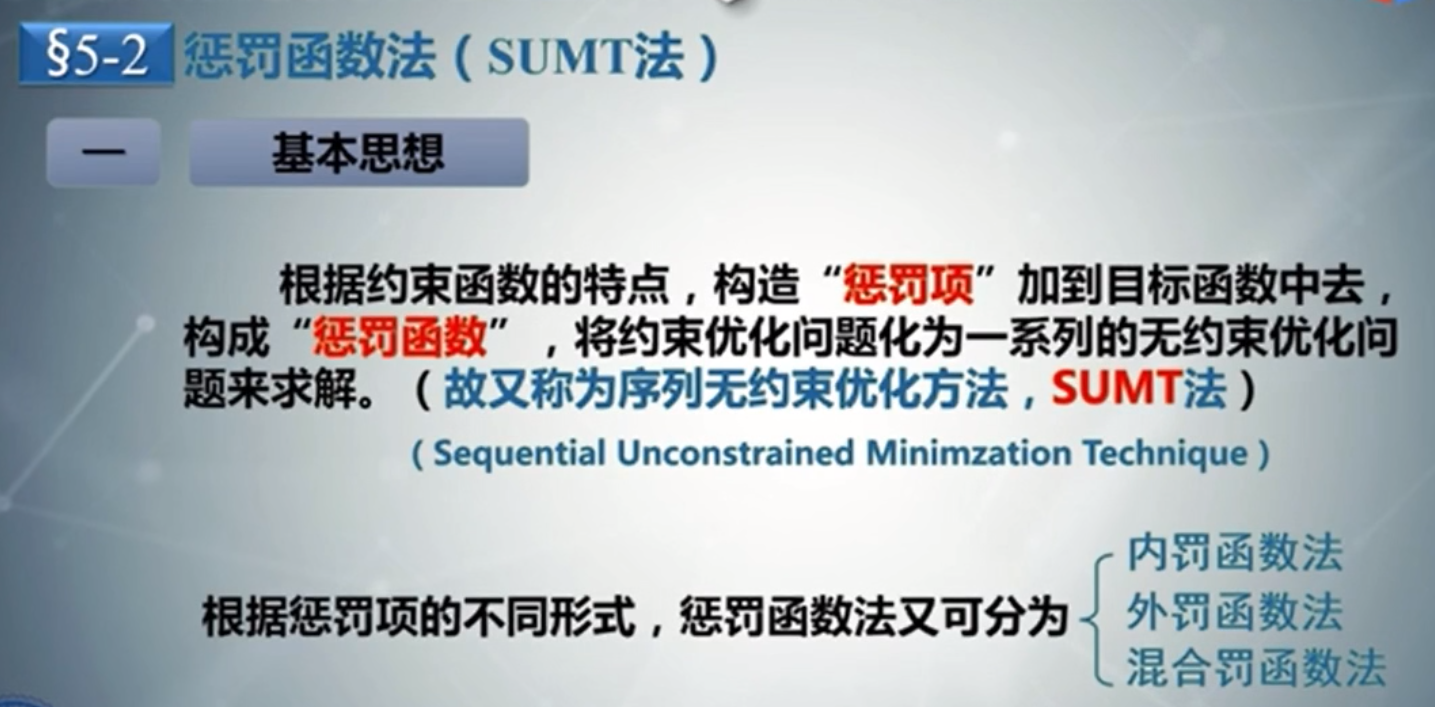 §5-2 惩罚函数法（SUMT法）
一 基本思想
根据约束函数的特点，构造“惩罚项”加到目标函数中去，
构成“惩罚函数”，将约束优化问题化为一系列的无约束优化问
题来求解。（故又称为序列无约束优化方法，SUMT法）
（Sequential Unconstrained Minimzation Technique）
根据惩罚项的不同形式，惩罚函数法又可分为
内罚函数法
外罚函数法
混合罚函数法